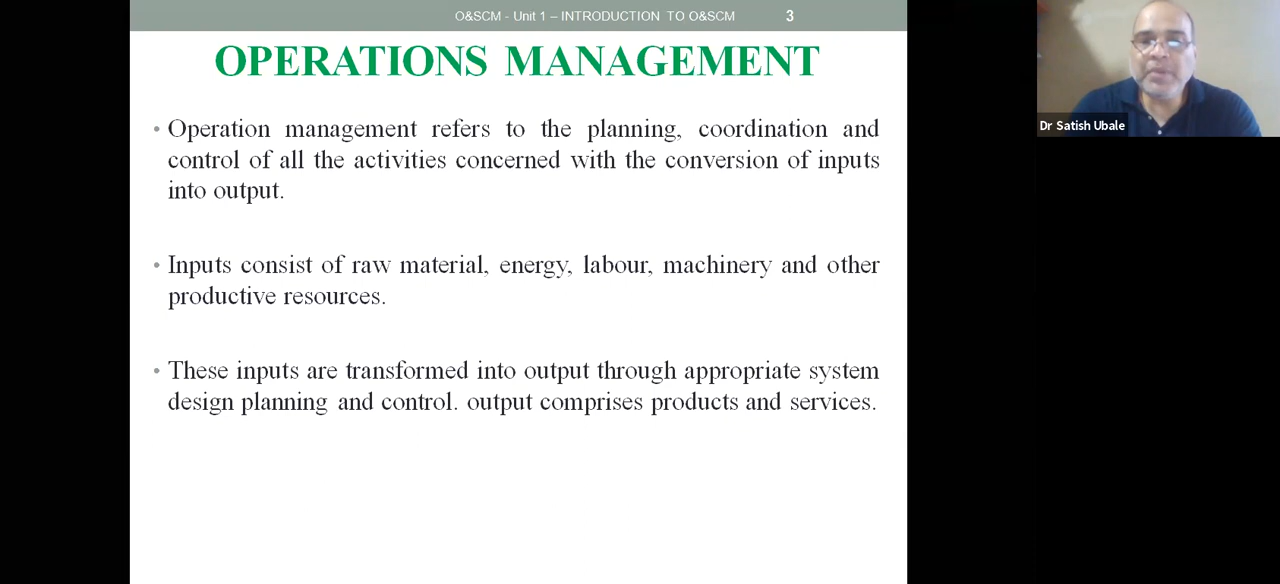 O&SCM - Unit 1 – INTRODUCTION TO O&SCM 3
OPERATIONS MANAGEMENT
• Operation management refers to the planning, coordination and
control of all the activities concerned with the conversion of inputs
into output.
• Inputs consist of raw material, energy, labour, machinery and other
productive resources.
• These inputs are transformed into output through appropriate system
design planning and control. output comprises products and services.
Dr Satish Ubale